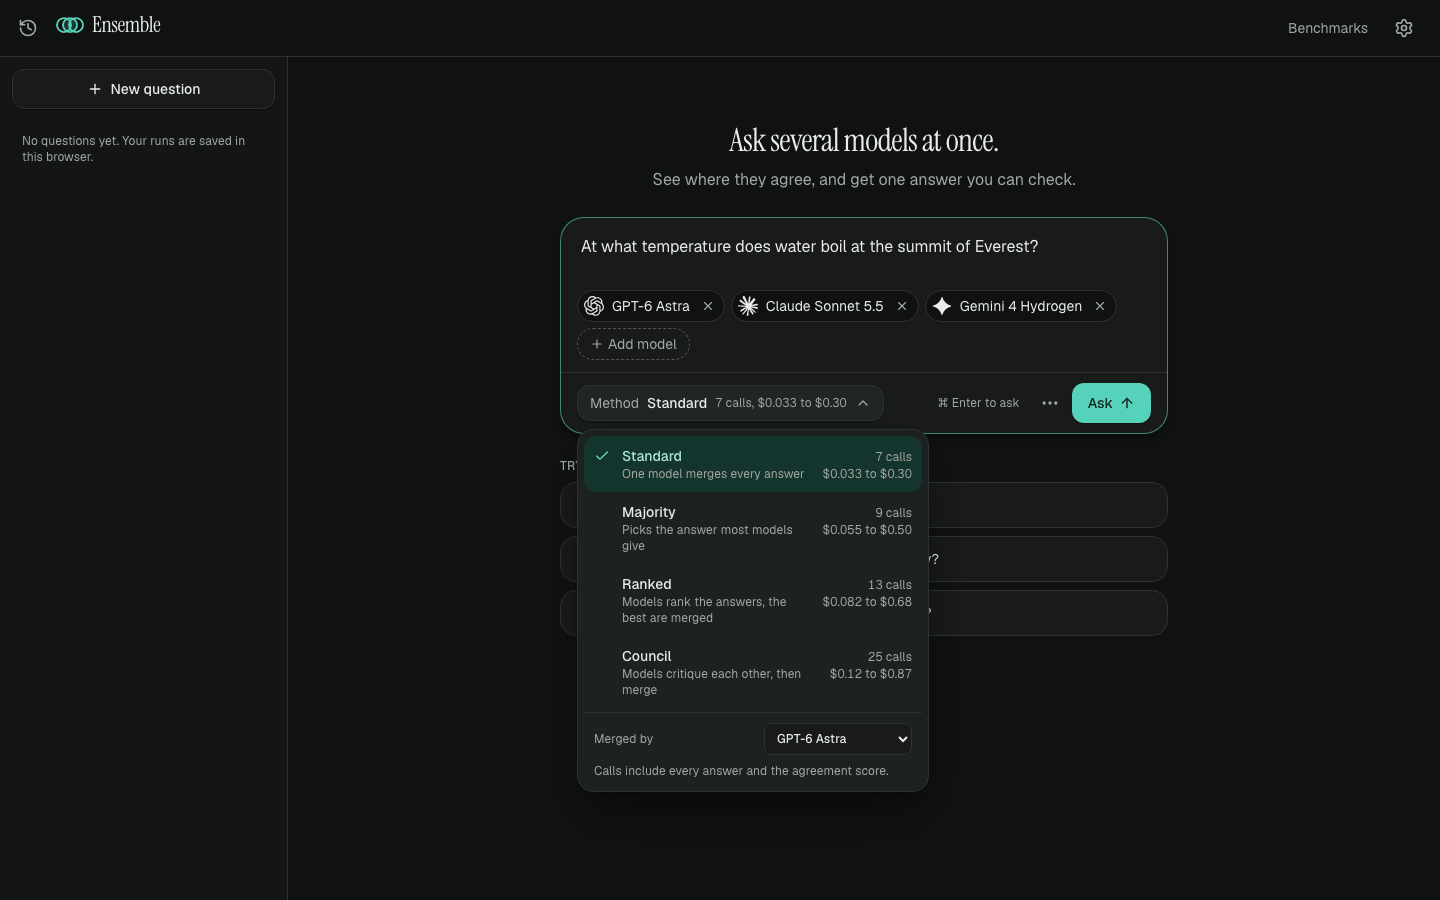 Ensemble
Benchmarks
New question
No questions yet. Your runs are saved in
this browser.
Ask several models at once.
See where they agree, and get one answer you can check.
At what temperature does water boil at the summit of Everest?
GPT-6 Astra
Claude Sonnet 5.5
Gemini 4 Hydrogen
+ Add model
Method Standard 7 calls, $0.033 to $0.30
⌘ Enter to ask
Ask
Standard
7 calls
One model merges every answer
$0.033 to $0.30
Majority
9 calls
Picks the answer most models
give
$0.055 to $0.50
Ranked
13 calls
Models rank the answers, the
best are merged
$0.082 to $0.68
Council
25 calls
Models critique each other, then
merge
$0.12 to $0.87
Merged by
GPT-6 Astra
Calls include every answer and the agreement score.